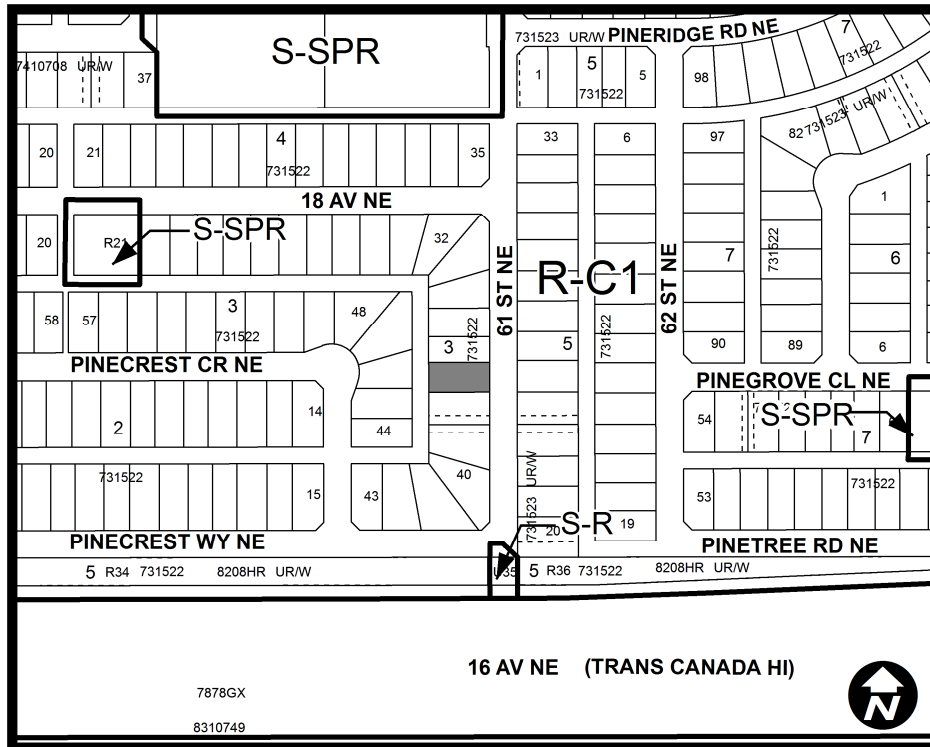 S-SPR
731523 UR/W PINERIDGE RD NE
7
731522
7410708 UR/W
37
1
5
5
98
731522
731523 UR/W
20
21
4
35
33
6
97
82
731522
18 AV NE
1
20
R21
S-SPR
32
61 ST NE
R-C1
62 ST NE
7
731522
6
58
57
3
48
731522
3
731522
5
731522
90
89
6
PINECREST CR NE
PINEGROVE CL NE
14
2
44
54
S-SPR
7
731522
15
43
40
731523 UR/W
53
731522
S-R
20
19
PINECREST WY NE
PINETREE RD NE
5 R34 731522 8208HR UR/W
U35
5 R36 731522 8208HR UR/W
16 AV NE (TRANS CANADA HI)
7878GX
8310749
N